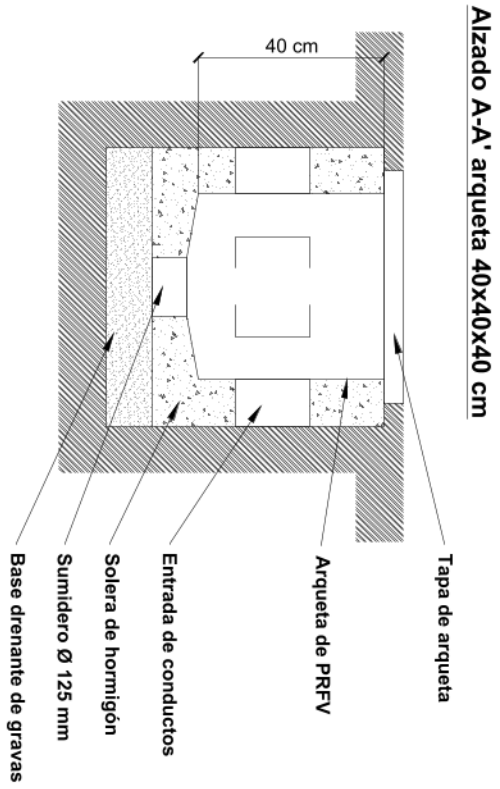 Alzado A-A' arqueta 40x40x40 cm
40 cm
Tapa de arqueta
Arqueta de PRFV
Entrada de conductos
Solera de hormigón
Sumidero Ø 125 mm
Base drenante de gravas